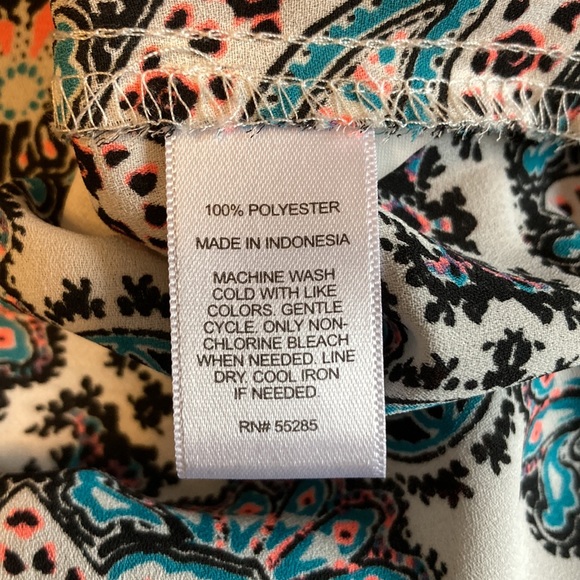 100% POLYESTER
MADE IN INDONESIA
MACHINE WASH
COLD WITH LIKE
COLORS. GENTLE
CYCLE. ONLY NON-
CHLORINE BLEACH
WHEN NEEDED. LINE
DRY. COOL IRON
IF NEEDED.
RN# 55285